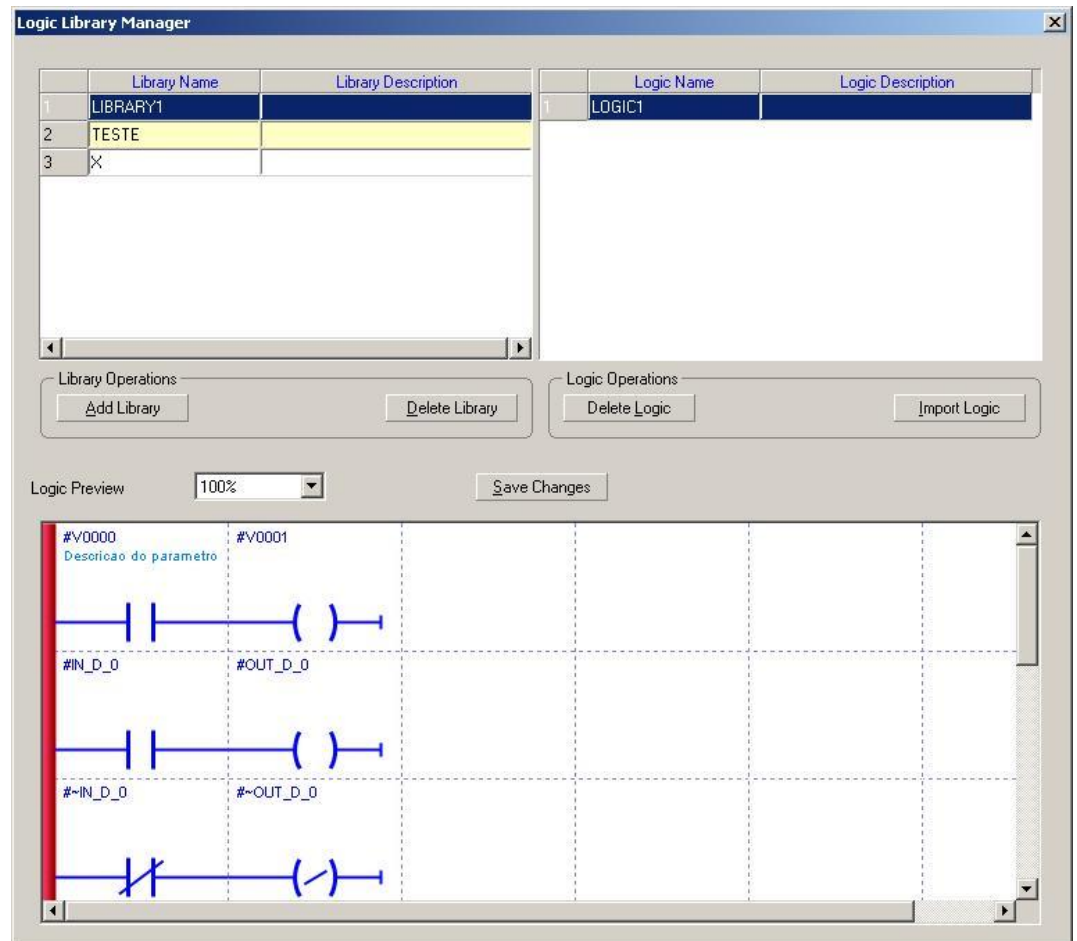 Logic Library Manager
Library Name Library Description Logic Name Logic Description
1 LIBRARY1 1 LOGIC1
2 TESTE
3 X
Library Operations Logic Operations
Add Library Delete Library Delete Logic Import Logic
Logic Preview 100% Save Changes
#V0000 #V0001
Descricao do parametro
#IN_D_0 #OUT_D_0
#~IN_D_0 #~OUT_D_0